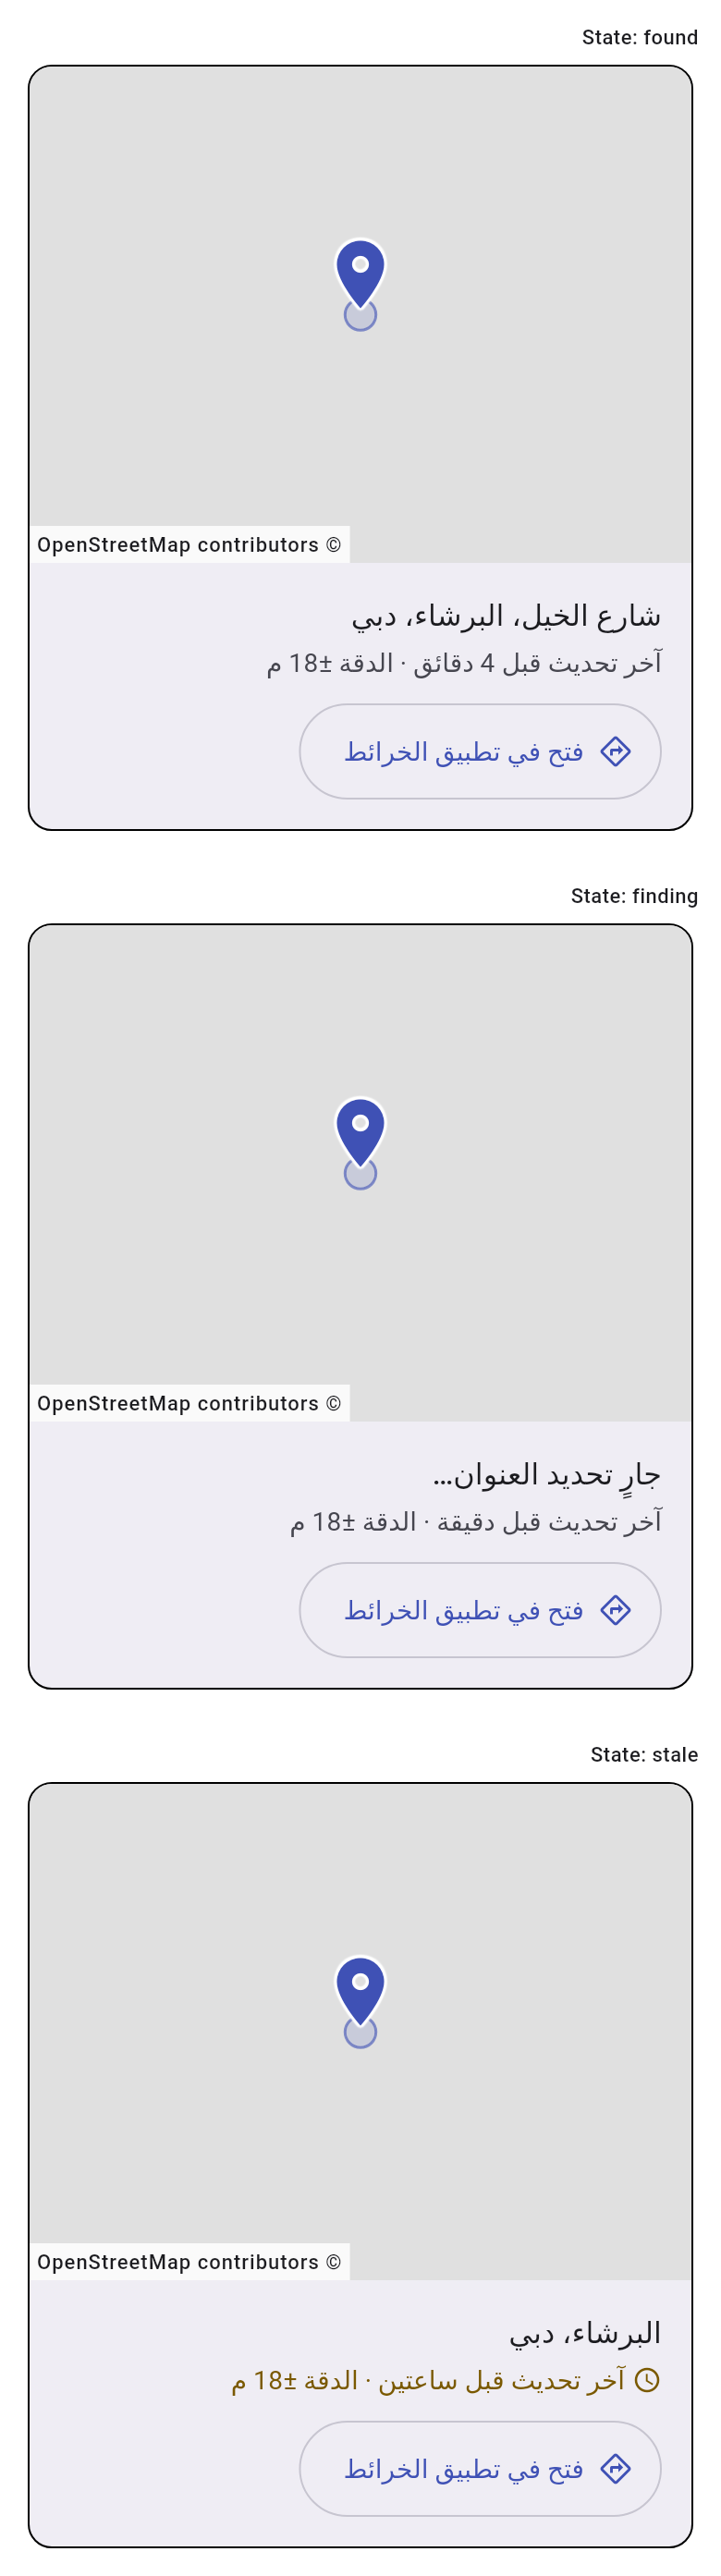 State: found
OpenStreetMap contributors ©
شارع الخيل، البرشاء، دبي
آخر تحديث قبل 4 دقائق · الدقة ±18 م
فتح في تطبيق الخرائط
State: finding
OpenStreetMap contributors ©
جارٍ تحديد العنوان...
آخر تحديث قبل دقيقة · الدقة ±18 م
فتح في تطبيق الخرائط
State: stale
OpenStreetMap contributors ©
البرشاء، دبي
آخر تحديث قبل ساعتين · الدقة ±18 م
فتح في تطبيق الخرائط